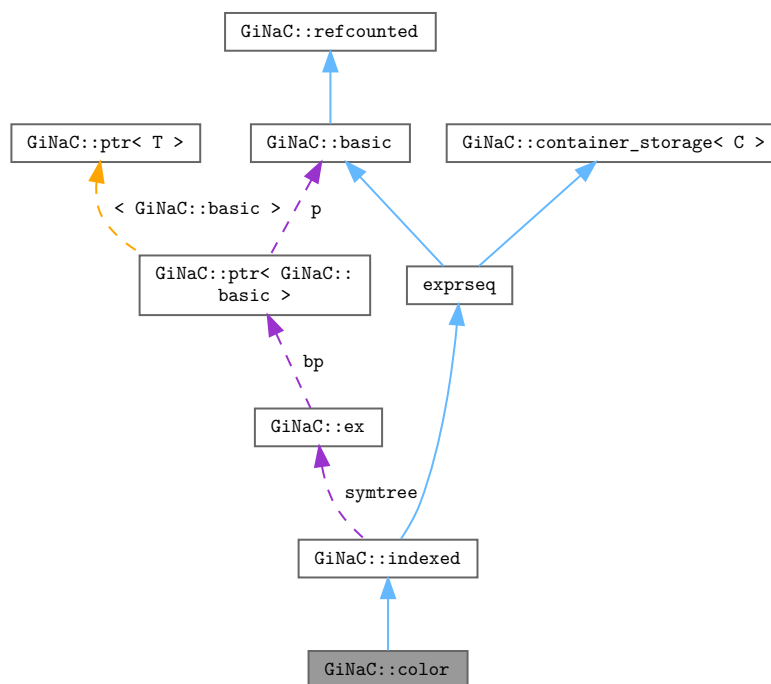 GiNaC::refcounted
GiNaC::ptr< T >
GiNaC::basic
GiNaC::container_storage< C >
< GiNaC::basic >
p
GiNaC::ptr< GiNaC::
basic >
exprseq
bp
GiNaC::ex
symtree
GiNaC::indexed
GiNaC::color